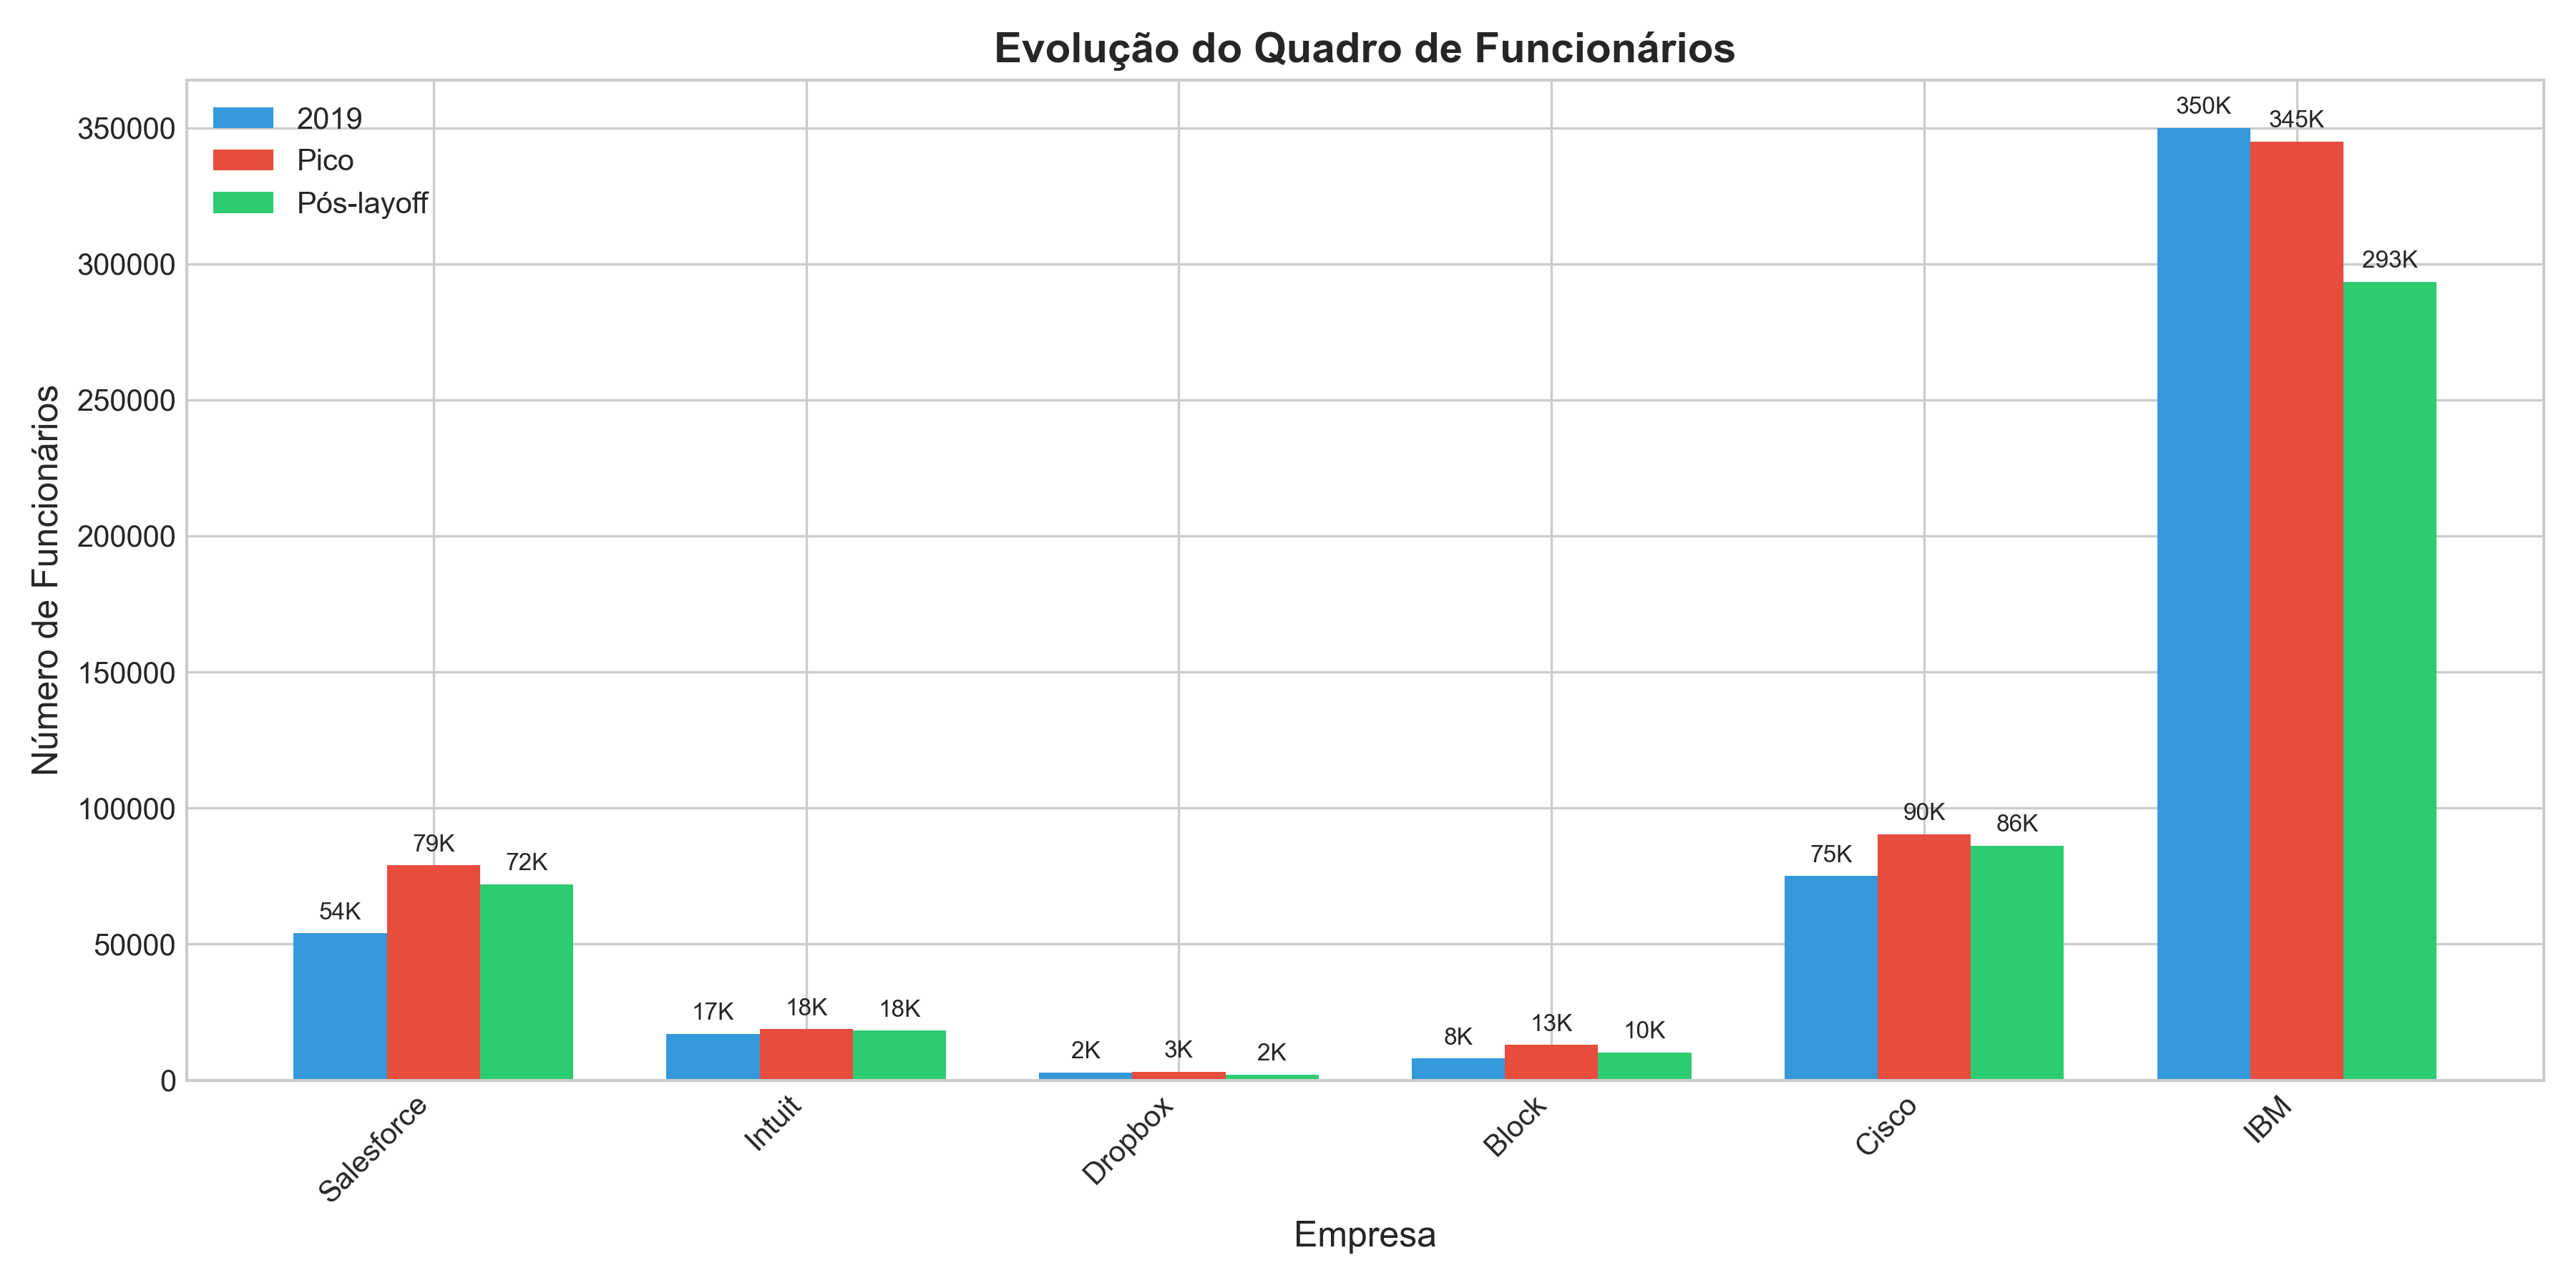 Evolução do Quadro de Funcionários
2019
Pico
Pós-layoff
Número de Funcionários
350000
300000
250000
200000
150000
100000
50000
0
54K
79K
72K
17K
18K
18K
2K
3K
2K
8K
13K
10K
75K
90K
86K
350K
345K
293K
Salesforce
Intuit
Dropbox
Block
Cisco
IBM
Empresa